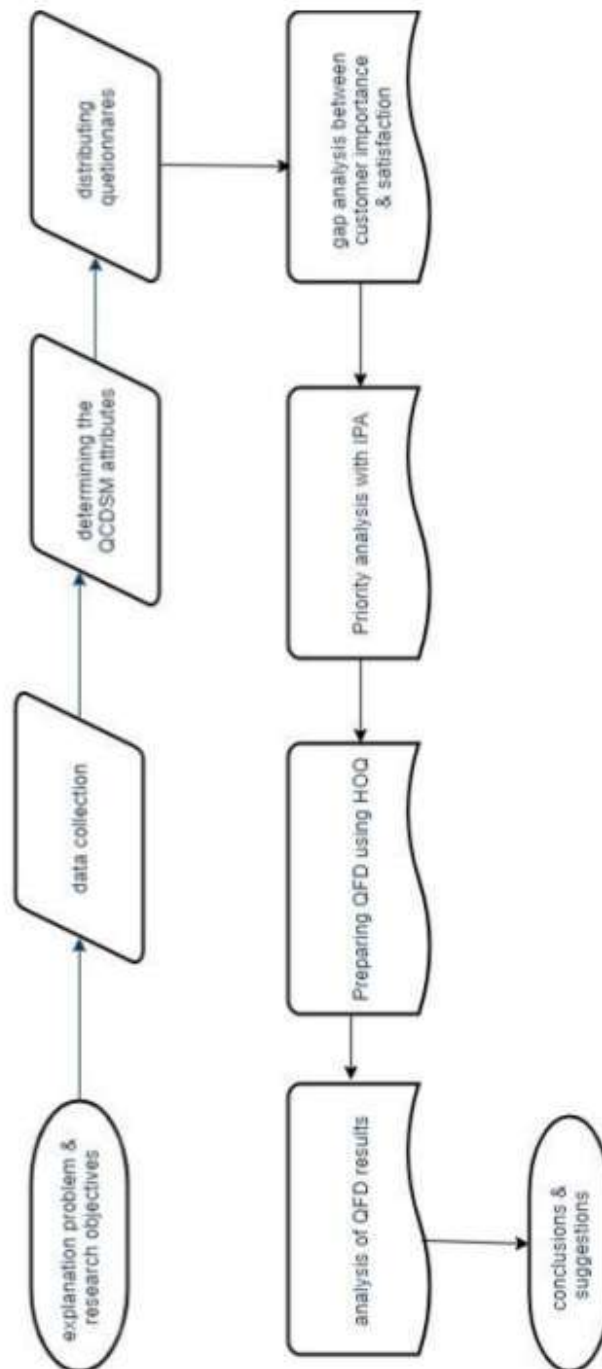 explanation problem &
research objectives
data collection
determining the
QCDSM attributes
distributing
quetionnares
gap analysis between
customer importance
& satisfaction
Priority analysis with IPA
Preparing QFD using HOQ
analysis of QFD results
conclusions &
suggestions